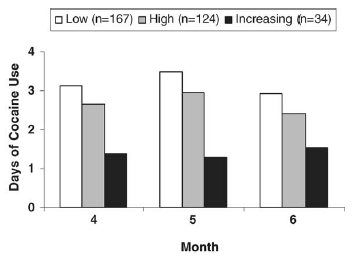 Low (n=167) High (n=124) Increasing (n=34)
Days of Cocaine Use
4
3
2
1
0
4 5 6
Month